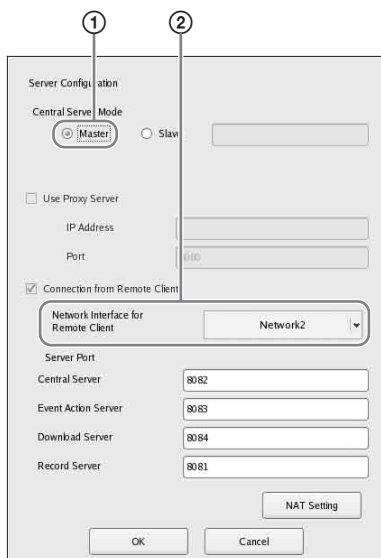 ① ②
Server Configuration
Central Server Mode
Master Slave
Use Proxy Server
IP Address
Port 8080
Connection from Remote Client
Network Interface for
Remote Client Network2
Server Port
Central Server 8082
Event Action Server 8083
Download Server 8084
Record Server 8081
NAT Setting
OK Cancel